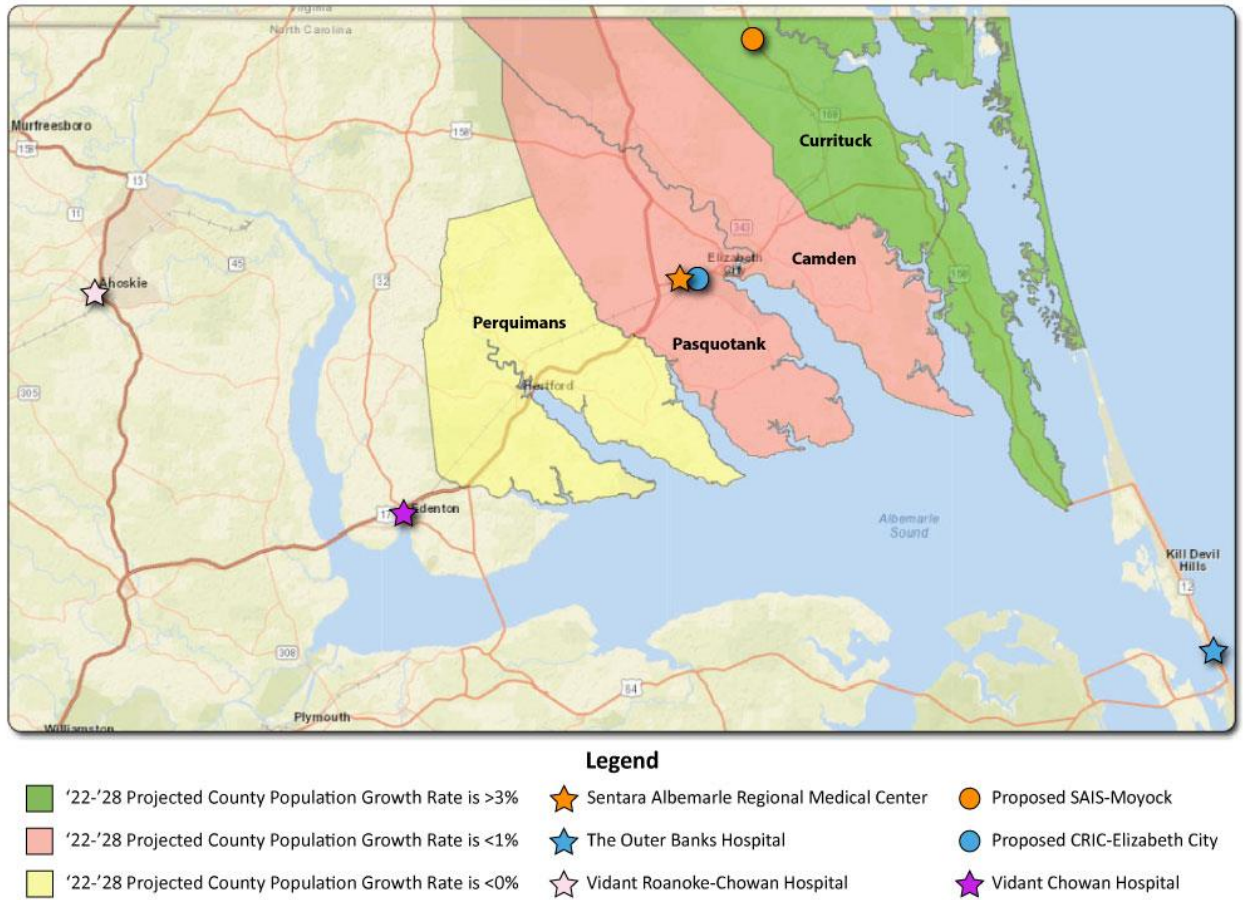 Virginia
North Carolina
Murfreesboro
158
158
168
Currituck
13
11
343
Elizabeth
City
Camden
45
32
Ahoskie
158
Perquimans
Pasquotank
305
Hertford
17
Edenton
Albemarle
Sound
Kill Devil
Hills
12
308
64
Plymouth
Williamston
Legend
‘22-’28 Projected County Population Growth Rate is >3%
Sentara Albemarle Regional Medical Center
Proposed SAIS-Moyock
‘22-’28 Projected County Population Growth Rate is <1%
The Outer Banks Hospital
Proposed CRIC-Elizabeth City
‘22-’28 Projected County Population Growth Rate is <0%
Vidant Roanoke-Chowan Hospital
Vidant Chowan Hospital